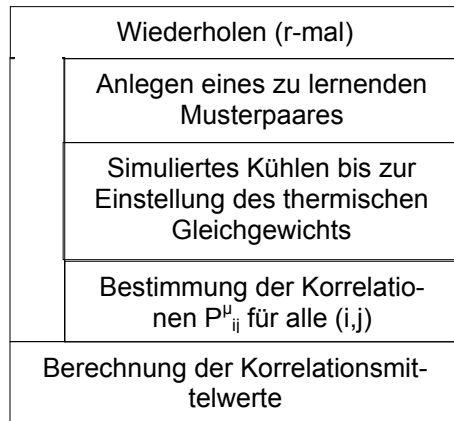 Wiederholen (r-mal)
Anlegen eines zu lernenden
Musterpaares
Simuliertes Kühlen bis zur
Einstellung des thermischen
Gleichgewichts
Bestimmung der Korrelatio-
nen P^μ_ij für alle (i,j)
Berechnung der Korrelationsmit-
telwerte